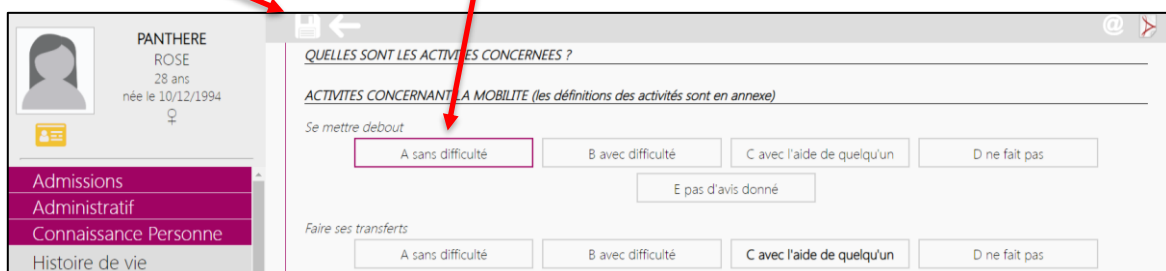 PANTHERE
ROSE
28 ans
née le 10/12/1994
Admissions
Administratif
Connaissance Personne
Histoire de vie
@
QUELLES SONT LES ACTIVITES CONCERNEES ?
ACTIVITES CONCERNANT LA MOBILITE (les définitions des activités sont en annexe)
Se mettre debout
A sans difficulté B avec difficulté C avec l'aide de quelqu'un D ne fait pas
E pas d'avis donné
Faire ses transferts
A sans difficulté B avec difficulté C avec l'aide de quelqu'un D ne fait pas